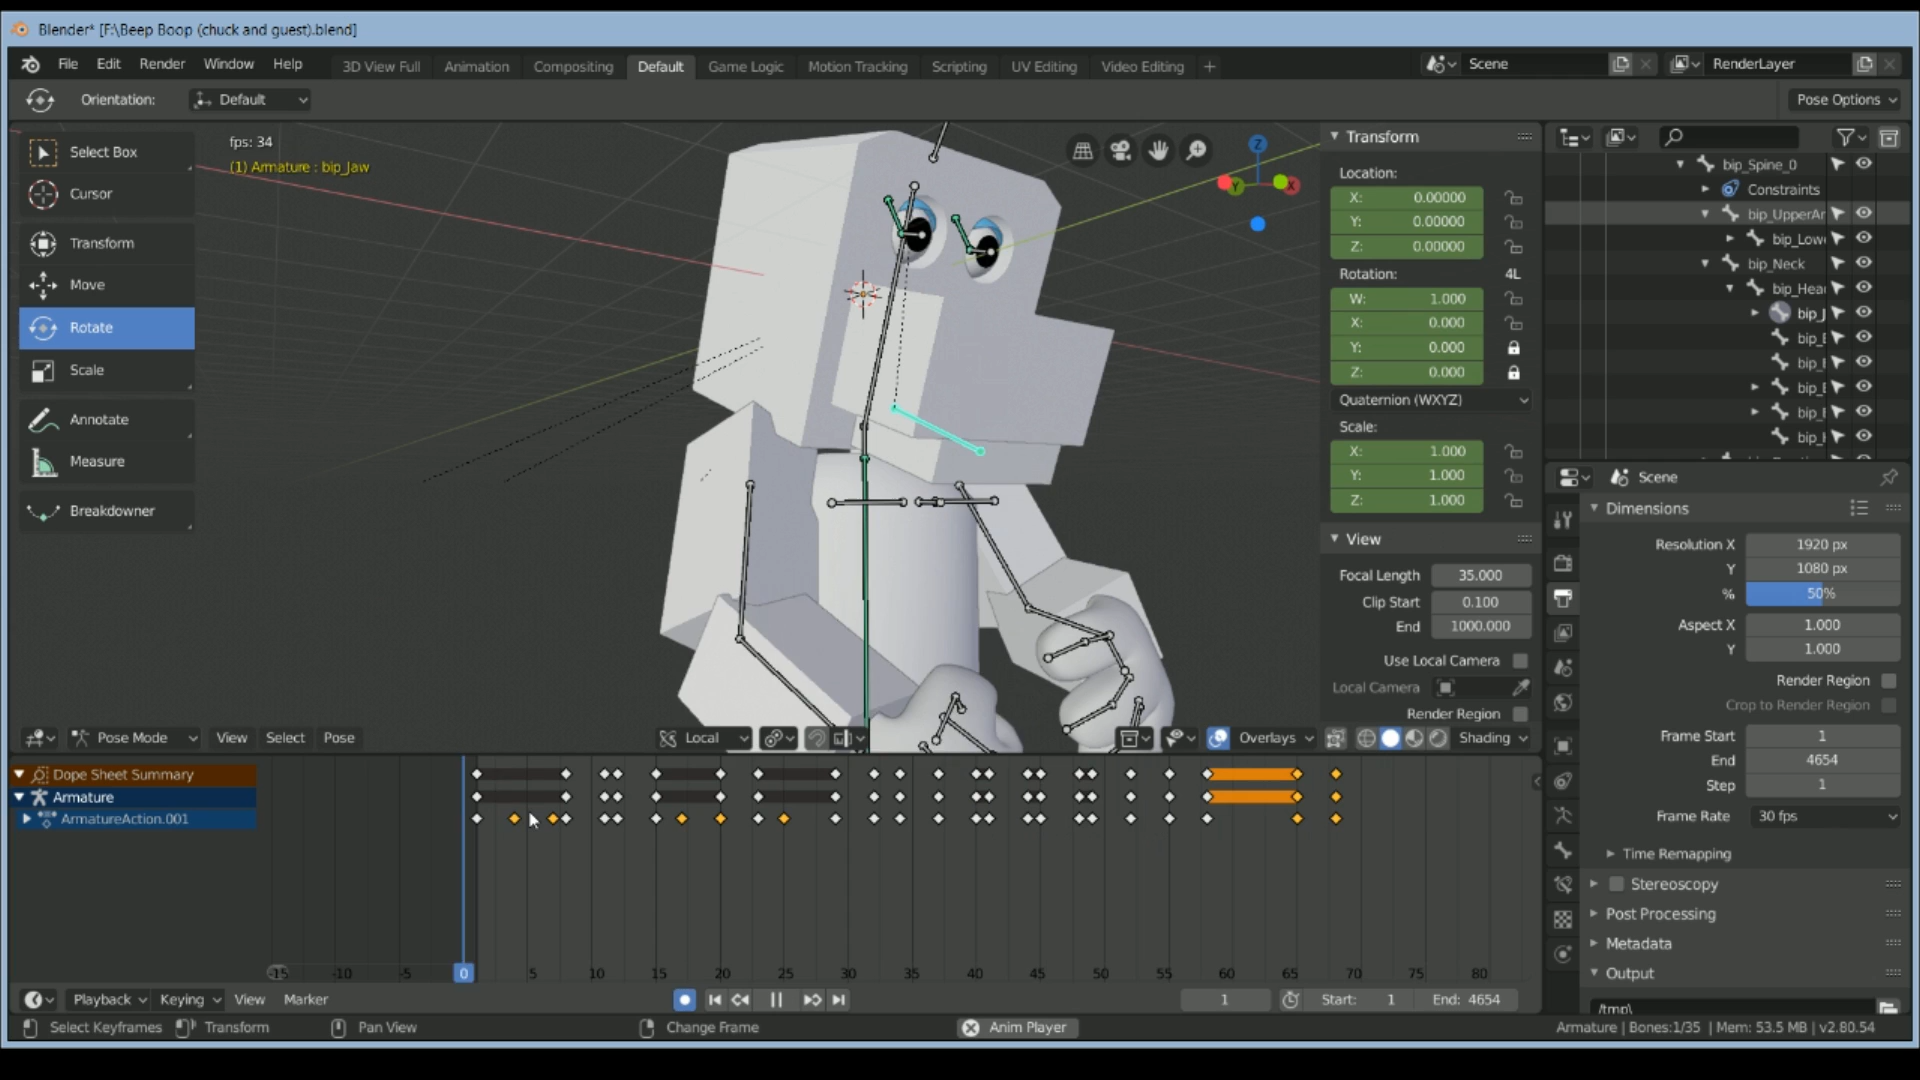 Blender* [F:\Beep Boop (chuck and guest).blend]
File Edit Render Window Help 3D View Full Animation Compositing Default Game Logic Motion Tracking Scripting UV Editing Video Editing + Scene RenderLayer
Orientation: Default Pose Options
fps: 34
(1) Armature : bip_Jaw
Select Box
Cursor
Transform
Move
Rotate
Scale
Annotate
Measure
Breakdowner
Z
Y
X
Transform
Location:
X: 0.00000
Y: 0.00000
Z: 0.00000
Rotation: 4L
W: 1.000
X: 0.000
Y: 0.000
Z: 0.000
Quaternion (WXYZ)
Scale:
X: 1.000
Y: 1.000
Z: 1.000
View
Focal Length 35.000
Clip Start 0.100
End 1000.000
Use Local Camera
Local Camera
Render Region
bip_Spine_0
Constraints
bip_UpperAr
bip_Lowe
bip_Neck
bip_Hea
bip_J
bip_E
bip_
bip_E
bip_
bip_
Scene
Dimensions
Resolution X 1920 px
Y 1080 px
% 50%
Aspect X 1.000
Y 1.000
Render Region
Crop to Render Region
Frame Start 1
End 4654
Step 1
Frame Rate 30 fps
Time Remapping
Stereoscopy
Post Processing
Metadata
Output
/tmp\
Pose Mode View Select Pose Local Overlays Shading
Dope Sheet Summary
Armature
ArmatureAction.001
-15 -10 -5 0 5 10 15 20 25 30 35 40 45 50 55 60 65 70 75 80
Playback Keying View Marker 1 Start: 1 End: 4654
Select Keyframes Transform Pan View Change Frame Anim Player Armature | Bones:1/35 | Mem: 53.5 MB | v2.80.54